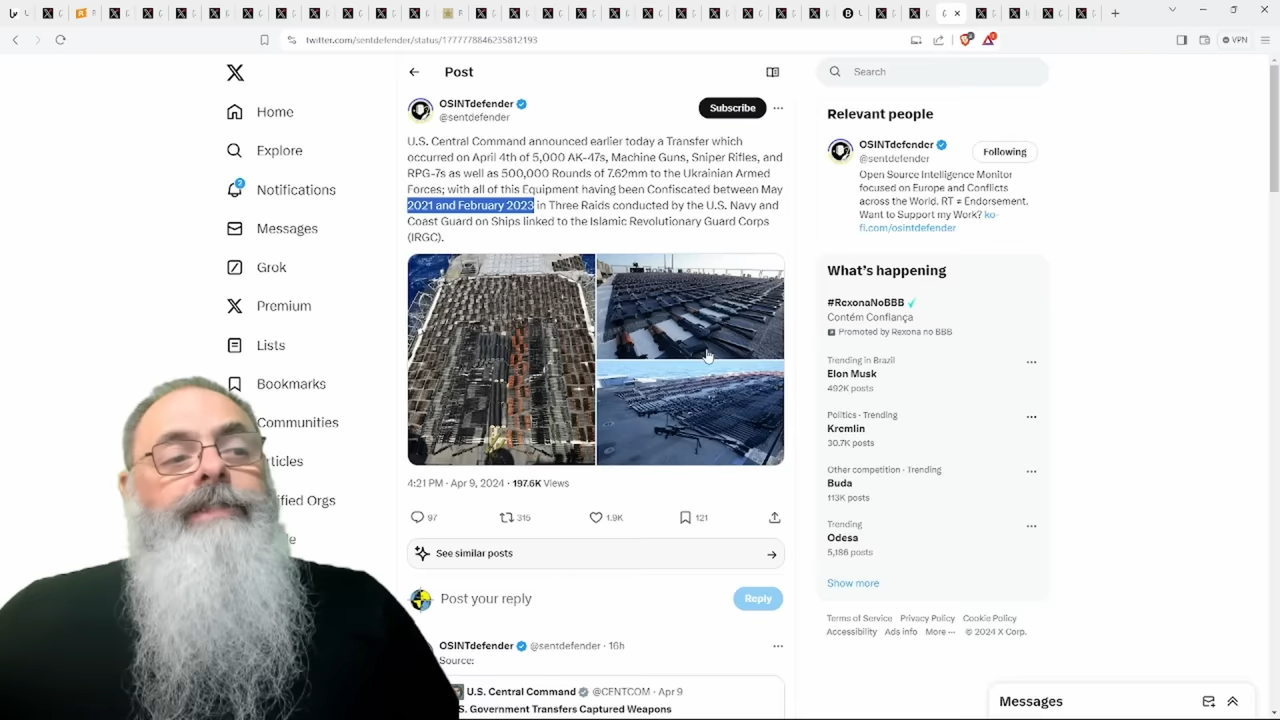 twitter.com/sentdefender/status/1777778846235812193
VPN
Home
Explore
2
Notifications
Messages
Grok
Premium
Lists
Bookmarks
Communities
rticles
ified Orgs
Post
OSINTdefender
@sentdefender
Subscribe
U.S. Central Command announced earlier today a Transfer which
occurred on April 4th of 5,000 AK-47s, Machine Guns, Sniper Rifles, and
RPG-7s as well as 500,000 Rounds of 7.62mm to the Ukrainian Armed
Forces; with all of this Equipment having been Confiscated between May
2021 and February 2023 in Three Raids conducted by the U.S. Navy and
Coast Guard on Ships linked to the Islamic Revolutionary Guard Corps
(IRGC).
4:21 PM · Apr 9, 2024 · 197.6K Views
97 315 1.9K 121
See similar posts
Post your reply
Reply
OSINTdefender @sentdefender · 16h
Source:
U.S. Central Command @CENTCOM · Apr 9
S. Government Transfers Captured Weapons
Search
Relevant people
OSINTdefender
@sentdefender
Following
Open Source Intelligence Monitor
focused on Europe and Conflicts
across the World. RT ≠ Endorsement.
Want to Support my Work? ko-
fi.com/osintdefender
What's happening
#RexonaNoBBB
Contém Confiança
Promoted by Rexona no BBB
Trending in Brazil
Elon Musk
492K posts
Politics · Trending
Kremlin
30.7K posts
Other competition · Trending
Buda
113K posts
Trending
Odesa
5,186 posts
Show more
Terms of Service Privacy Policy Cookie Policy
Accessibility Ads info More ··· © 2024 X Corp.
Messages